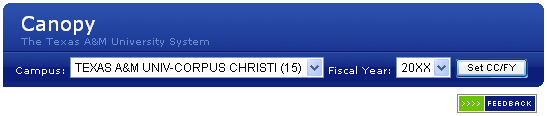 Canopy
The Texas A&M University System
Campus: TEXAS A&M UNIV-CORPUS CHRISTI (15) Fiscal Year: 20XX Set CC/FY
>>>> FEEDBACK